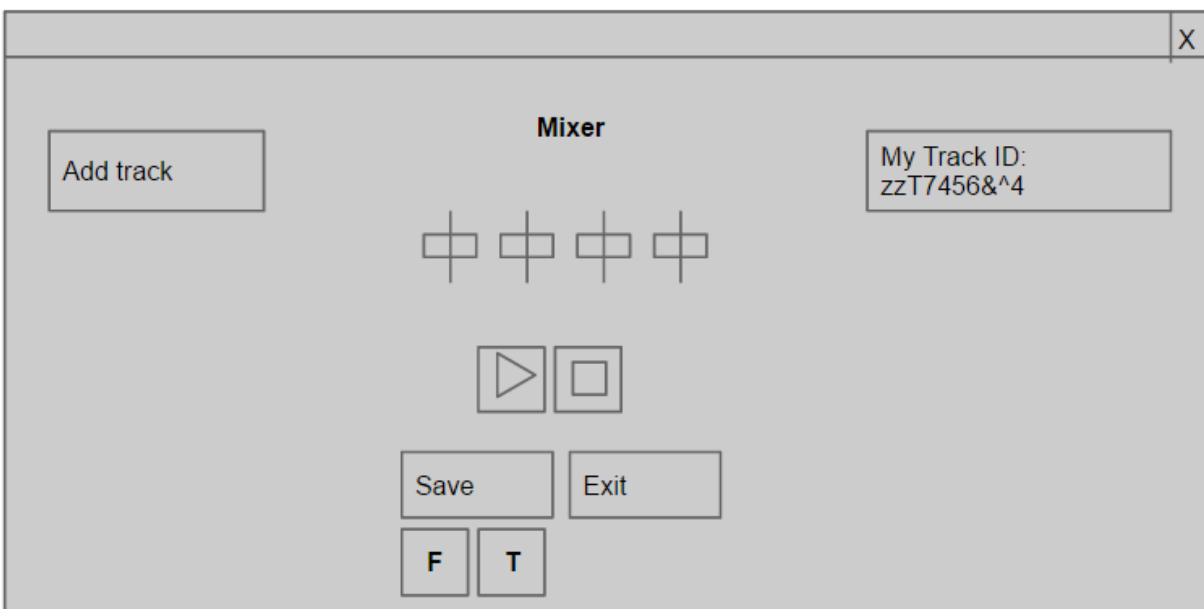 X
Mixer
Add track
My Track ID:
zzT7456&^4
Save
Exit
F
T